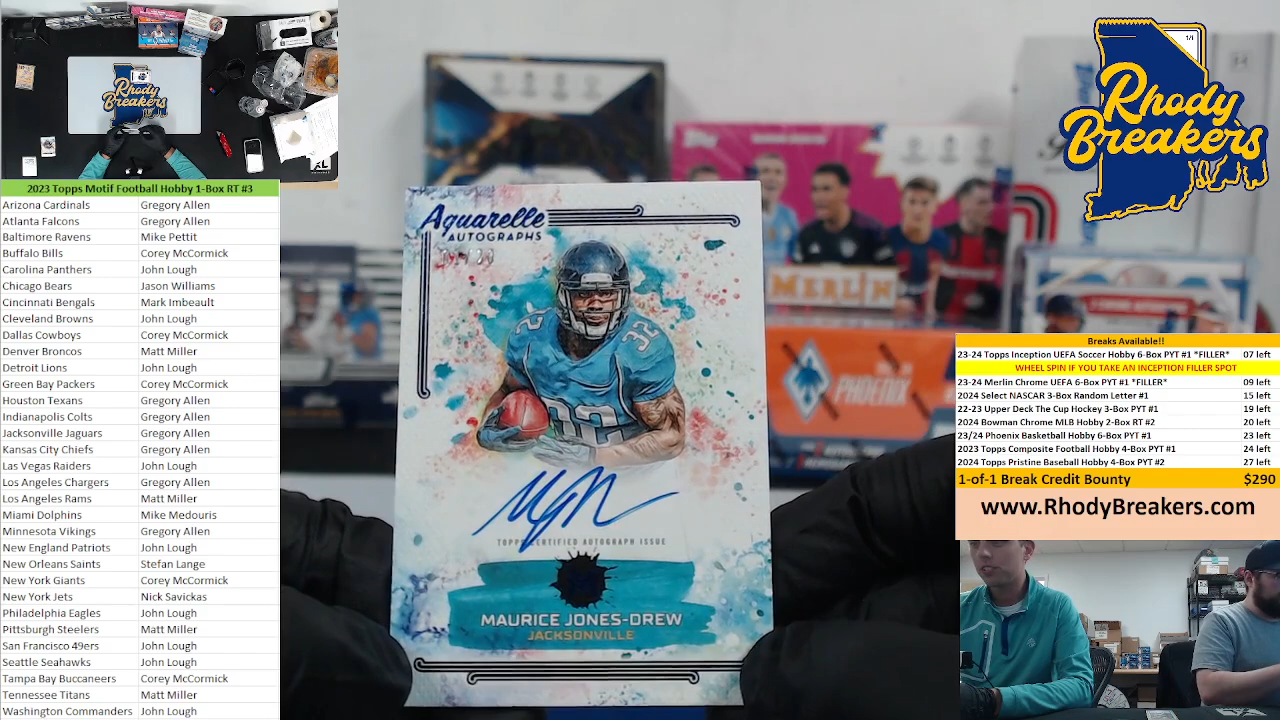 Rhody
Breakers
2023 Topps Motif Football Hobby 1-Box RT #3
Arizona Cardinals Gregory Allen
Atlanta Falcons Gregory Allen
Baltimore Ravens Mike Pettit
Buffalo Bills Corey McCormick
Carolina Panthers John Lough
Chicago Bears Jason Williams
Cincinnati Bengals Mark Imbeault
Cleveland Browns John Lough
Dallas Cowboys Corey McCormick
Denver Broncos Matt Miller
Detroit Lions John Lough
Green Bay Packers Corey McCormick
Houston Texans Gregory Allen
Indianapolis Colts Gregory Allen
Jacksonville Jaguars Gregory Allen
Kansas City Chiefs Gregory Allen
Las Vegas Raiders John Lough
Los Angeles Chargers Gregory Allen
Los Angeles Rams Matt Miller
Miami Dolphins Mike Medouris
Minnesota Vikings Gregory Allen
New England Patriots John Lough
New Orleans Saints Stefan Lange
New York Giants Corey McCormick
New York Jets Nick Savickas
Philadelphia Eagles John Lough
Pittsburgh Steelers Matt Miller
San Francisco 49ers John Lough
Seattle Seahawks John Lough
Tampa Bay Buccaneers Corey McCormick
Tennessee Titans Matt Miller
Washington Commanders John Lough
Aquarelle
AUTOGRAPHS
32
32
TOPPS CERTIFIED AUTOGRAPH ISSUE
MAURICE JONES-DREW
JACKSONVILLE
Topps
MERLIN
PHOENIX
1/1
Rhody
Breakers
Breaks Available!!
23-24 Topps Inception UEFA Soccer Hobby 6-Box PYT #1 *FILLER* 07 left
WHEEL SPIN IF YOU TAKE AN INCEPTION FILLER SPOT
23-24 Merlin Chrome UEFA 6-Box PYT #1 *FILLER* 09 left
2024 Select NASCAR 3-Box Random Letter #1 15 left
22-23 Upper Deck The Cup Hockey 3-Box PYT #1 19 left
2024 Bowman Chrome MLB Hobby 2-Box RT #2 20 left
23/24 Phoenix Basketball Hobby 6-Box PYT #1 23 left
2023 Topps Composite Football Hobby 4-Box PYT #1 24 left
2024 Topps Pristine Baseball Hobby 4-Box PYT #2 27 left
1-of-1 Break Credit Bounty $290
www.RhodyBreakers.com